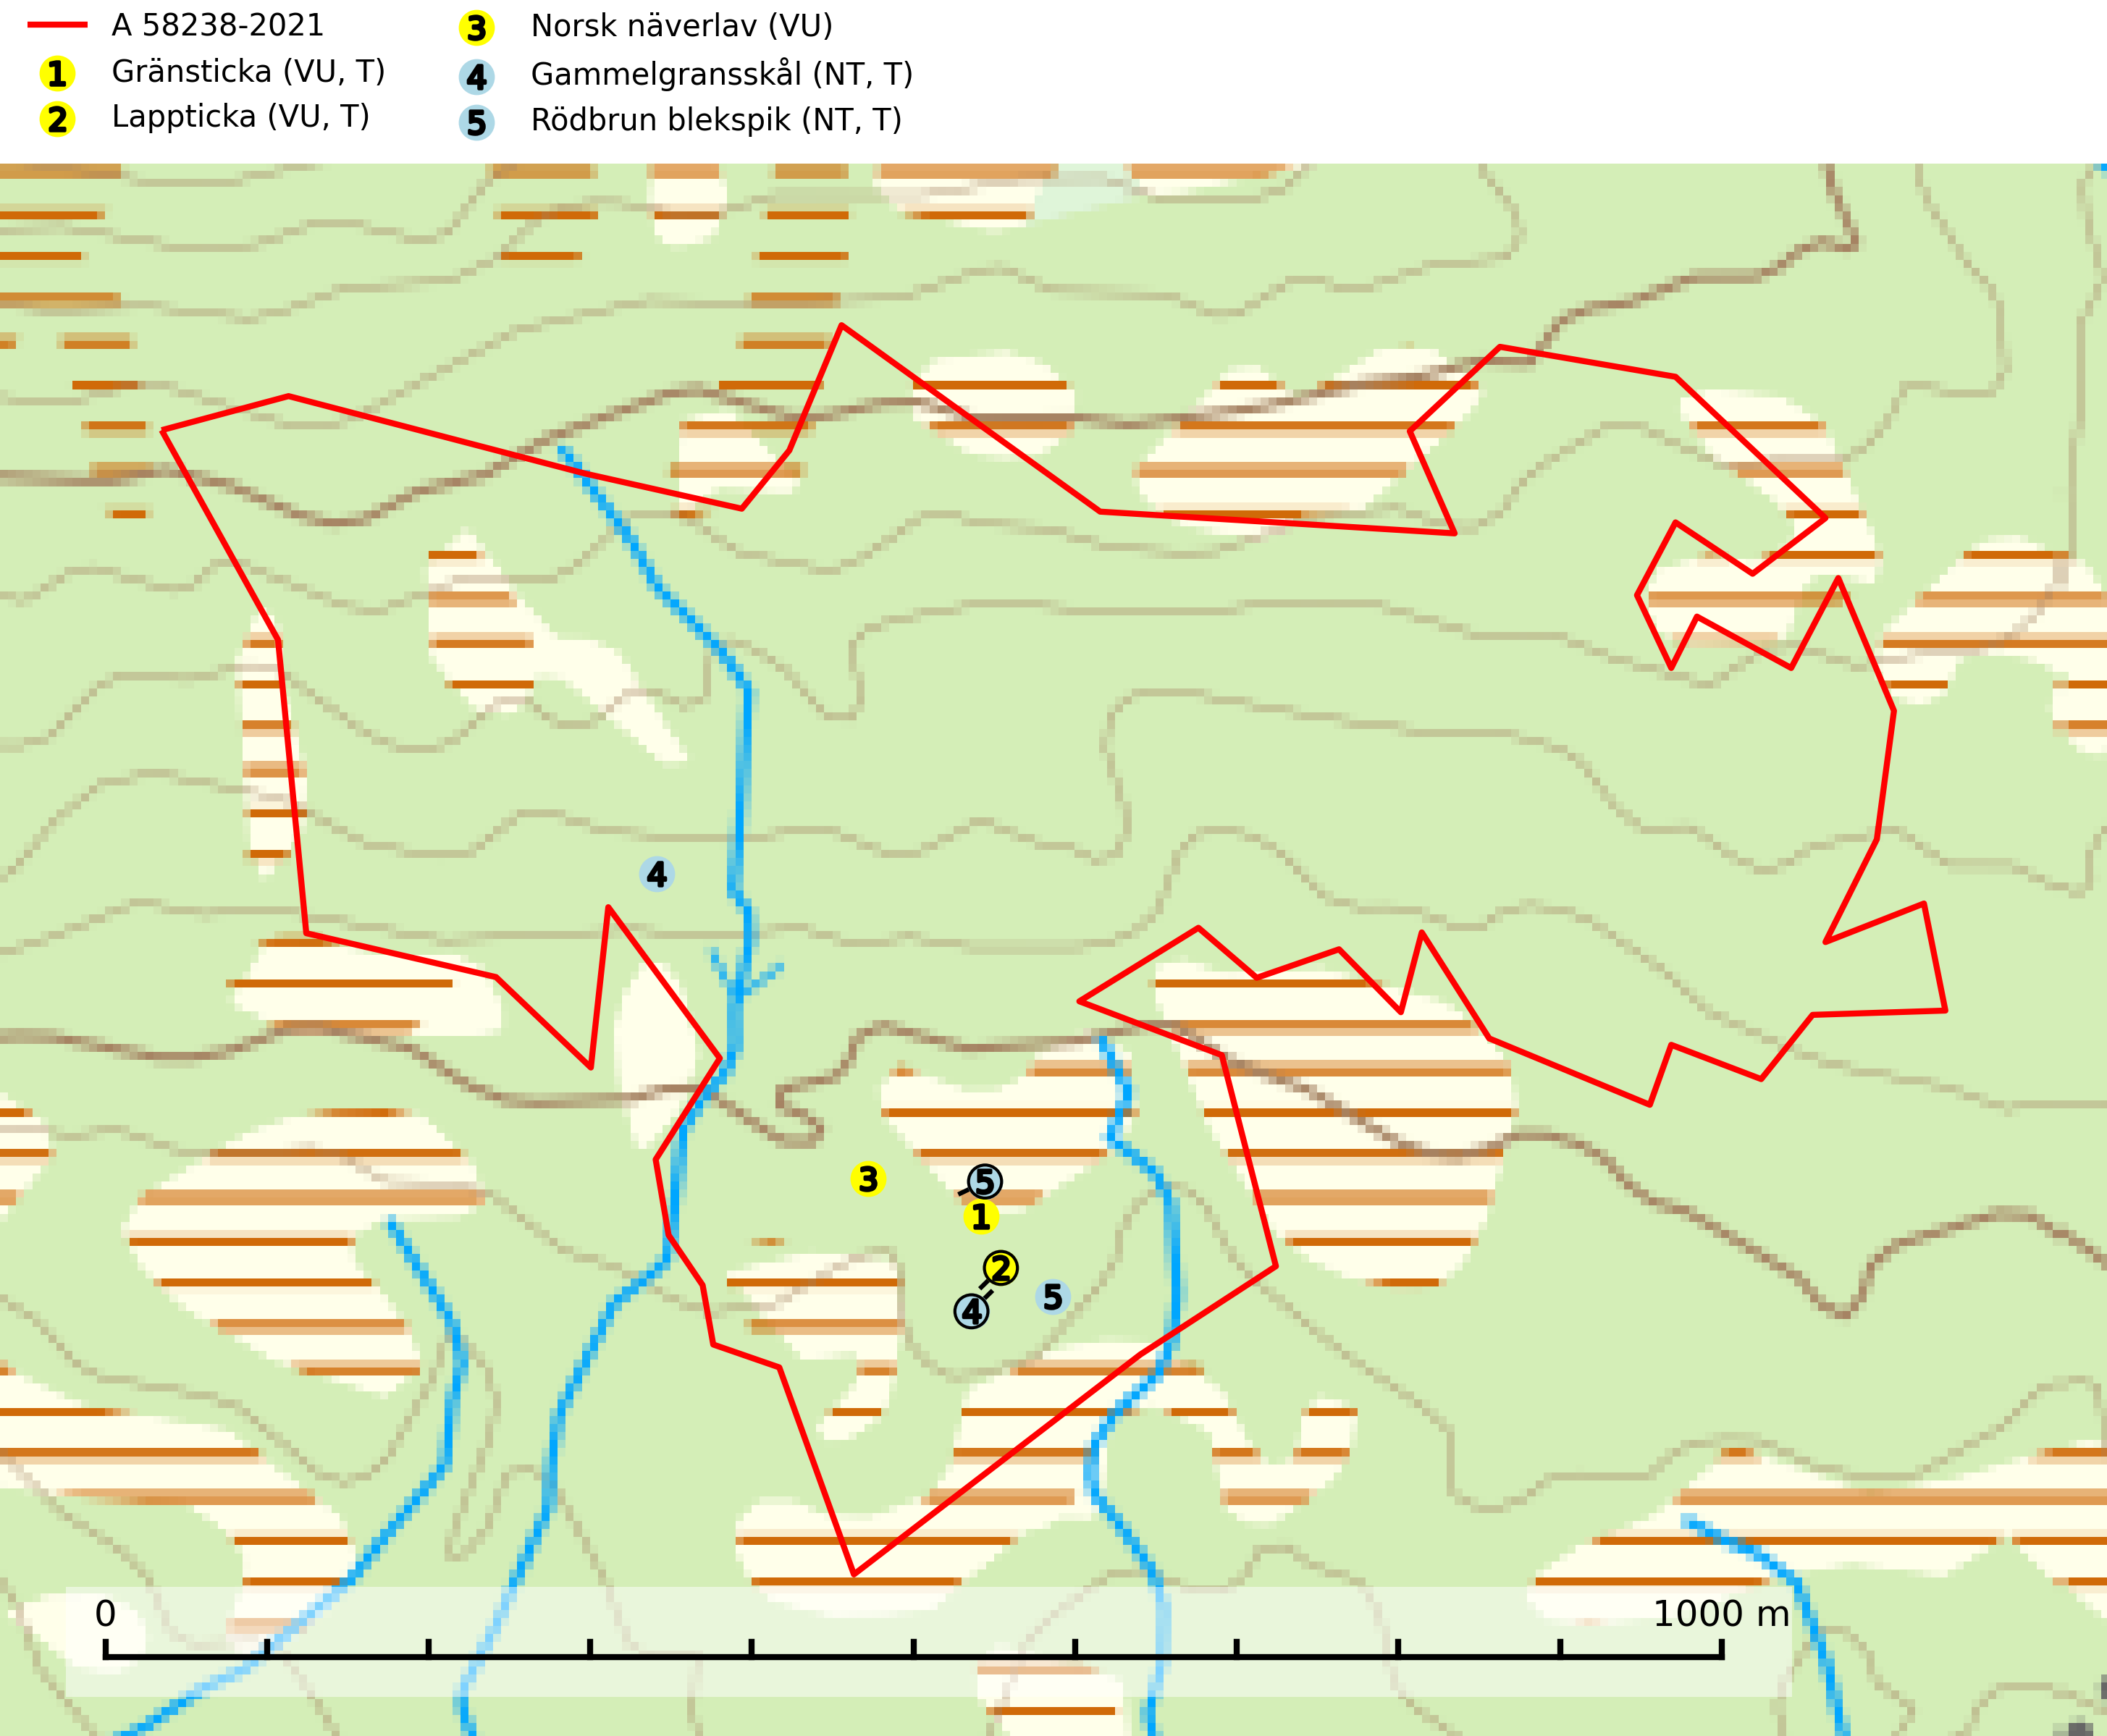 A 58238-2021
1 Gränsticka (VU, T)
2 Lappticka (VU, T)
3 Norsk näverlav (VU)
4 Gammelgransskål (NT, T)
5 Rödbrun blekspik (NT, T)
4
3
5
1
2
4
5
0
1000 m